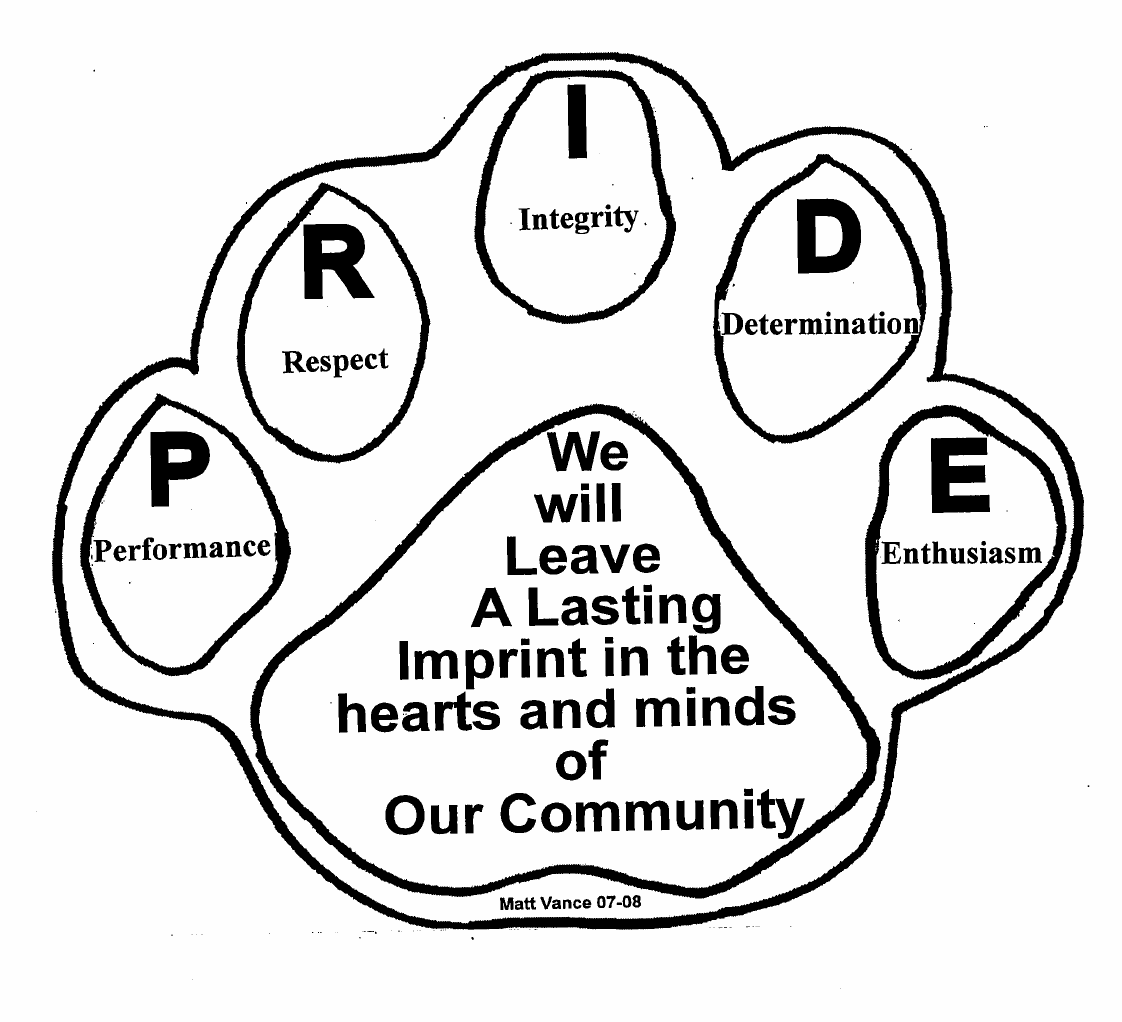 P
Performance
R
Respect
I
Integrity
D
Determination
E
Enthusiasm
We
will
Leave
A Lasting
Imprint in the
hearts and minds
of
Our Community
Matt Vance 07-08